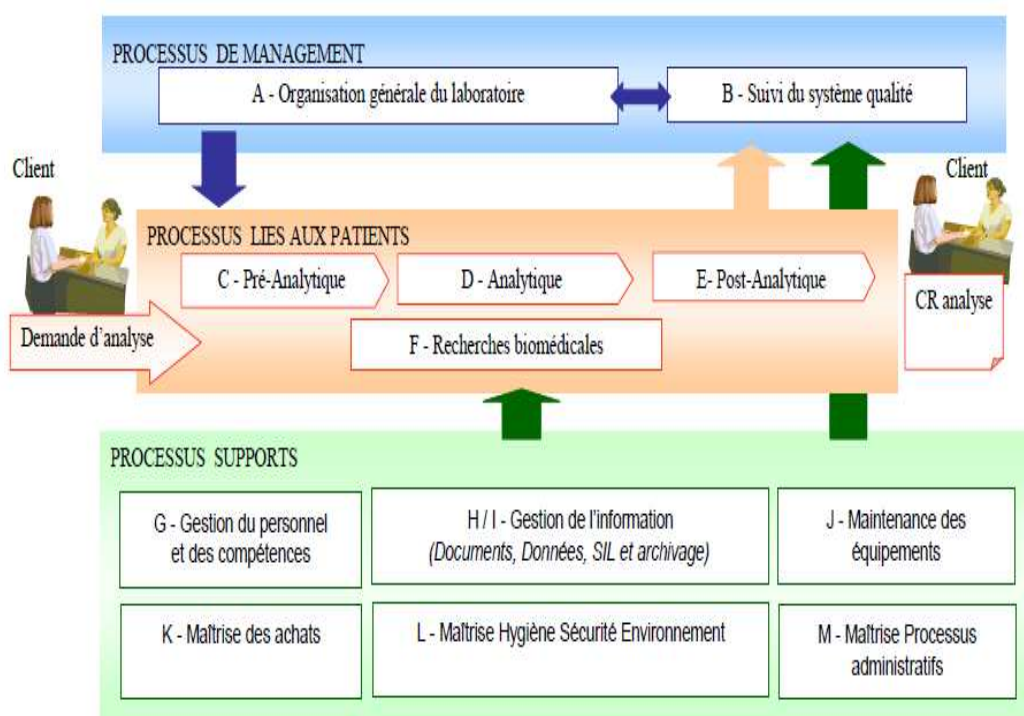 PROCESSUS DE MANAGEMENT
A - Organisation générale du laboratoire
B - Suivi du système qualité
Client
Client
PROCESSUS LIES AUX PATIENTS
C - Pré-Analytique
D - Analytique
E- Post-Analytique
CR analyse
Demande d'analyse
F - Recherches biomédicales
PROCESSUS SUPPORTS
G - Gestion du personnel
et des compétences
H / I - Gestion de l'information
(Documents, Données, SIL et archivage)
J - Maintenance des
équipements
K - Maîtrise des achats
L - Maîtrise Hygiène Sécurité Environnement
M - Maîtrise Processus
administratifs